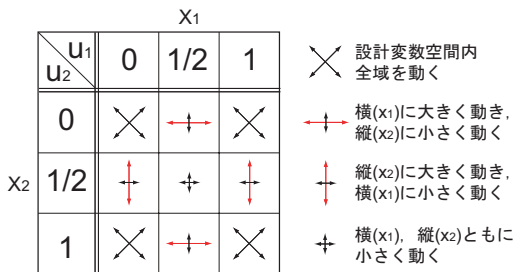 X1
u1
u2
0 1/2 1
0
X2 1/2
1
設計変数空間内
全域を動く
横(x1)に大きく動き,
縦(x2)に小さく動く
縦(x2)に大きく動き,
横(x1)に小さく動く
横(x1)，縦(x2)ともに
小さく動く